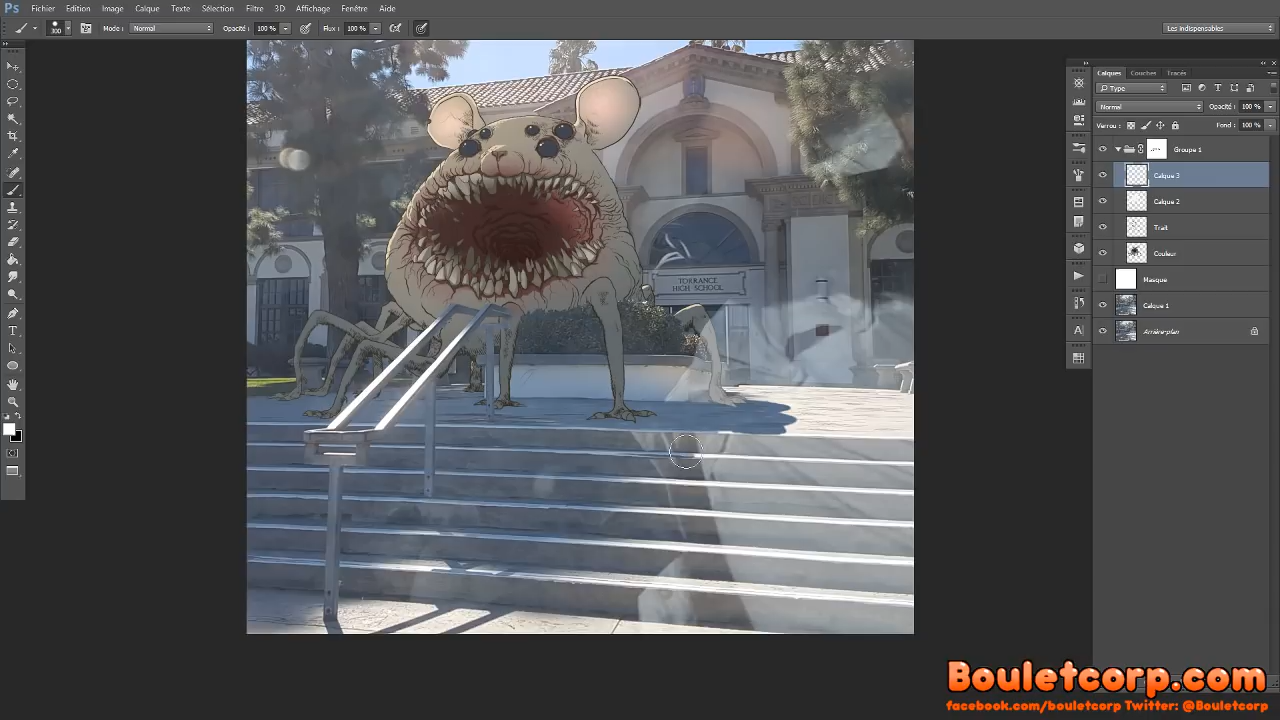 Ps Fichier Edition Image Calque Texte Sélection Filtre 3D Affichage Fenêtre Aide
300 Mode : Normal Opacité : 100 % Flux : 100 % Les indispensables
Calques Couches Tracés
Type
Normal Opacité : 100 %
Verrou : Fond : 100 %
Groupe 1
Calque 3
Calque 2
Trait
Couleur
Masque
Calque 1
Arrière-plan
TORRANCE
HIGH SCHOOL
Bouletcorp.com
facebook.com/bouletcorp Twitter: @Bouletcorp